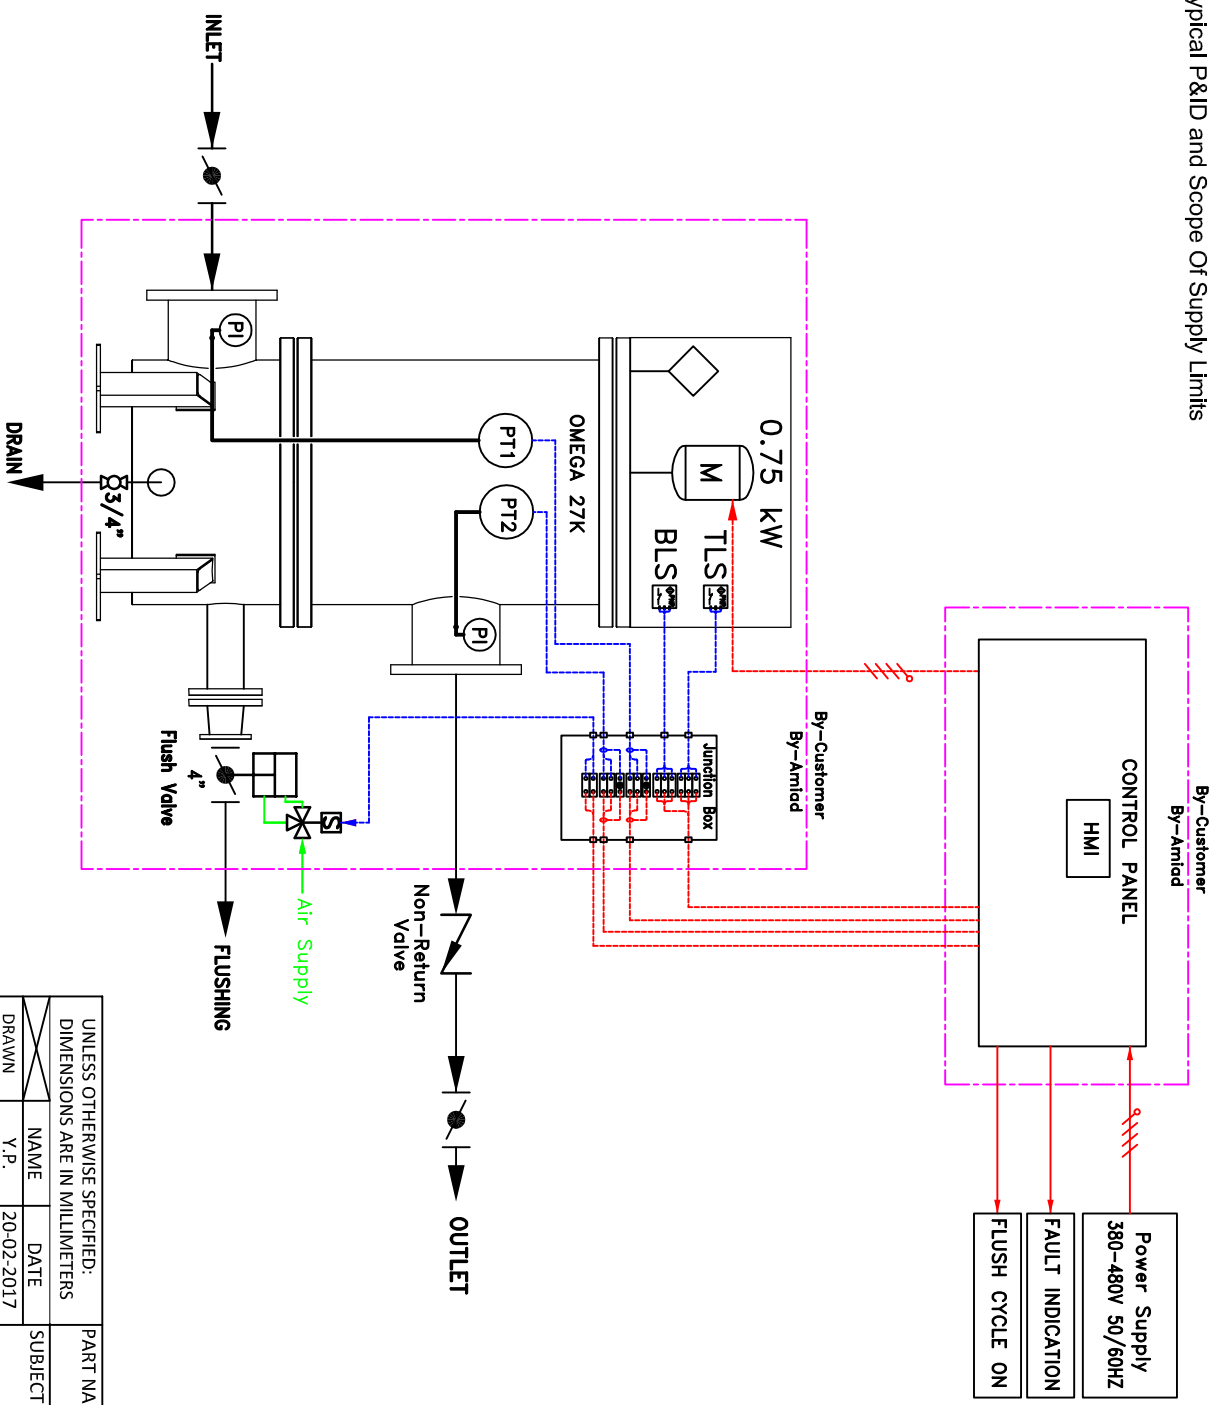 ypical P&ID and Scope Of Supply Limits
By-Customer
By-Amiad
CONTROL PANEL
HMI
Power Supply
380-480V 50/60HZ
FAULT INDICATION
FLUSH CYCLE ON
By-Customer
By-Amiad
0.75 kW
M
TLS
BLS
Junction Box
OMEGA 27K
PT1
PT2
PI
PI
INLET
OUTLET
Non-Return
Valve
S
Air Supply
Flush Valve
4"
FLUSHING
3/4"
DRAIN
UNLESS OTHERWISE SPECIFIED:
DIMENSIONS ARE IN MILLIMETERS
PART NA
NAME
DATE
SUBJECT
DRAWN
Y.P.
20-02-2017